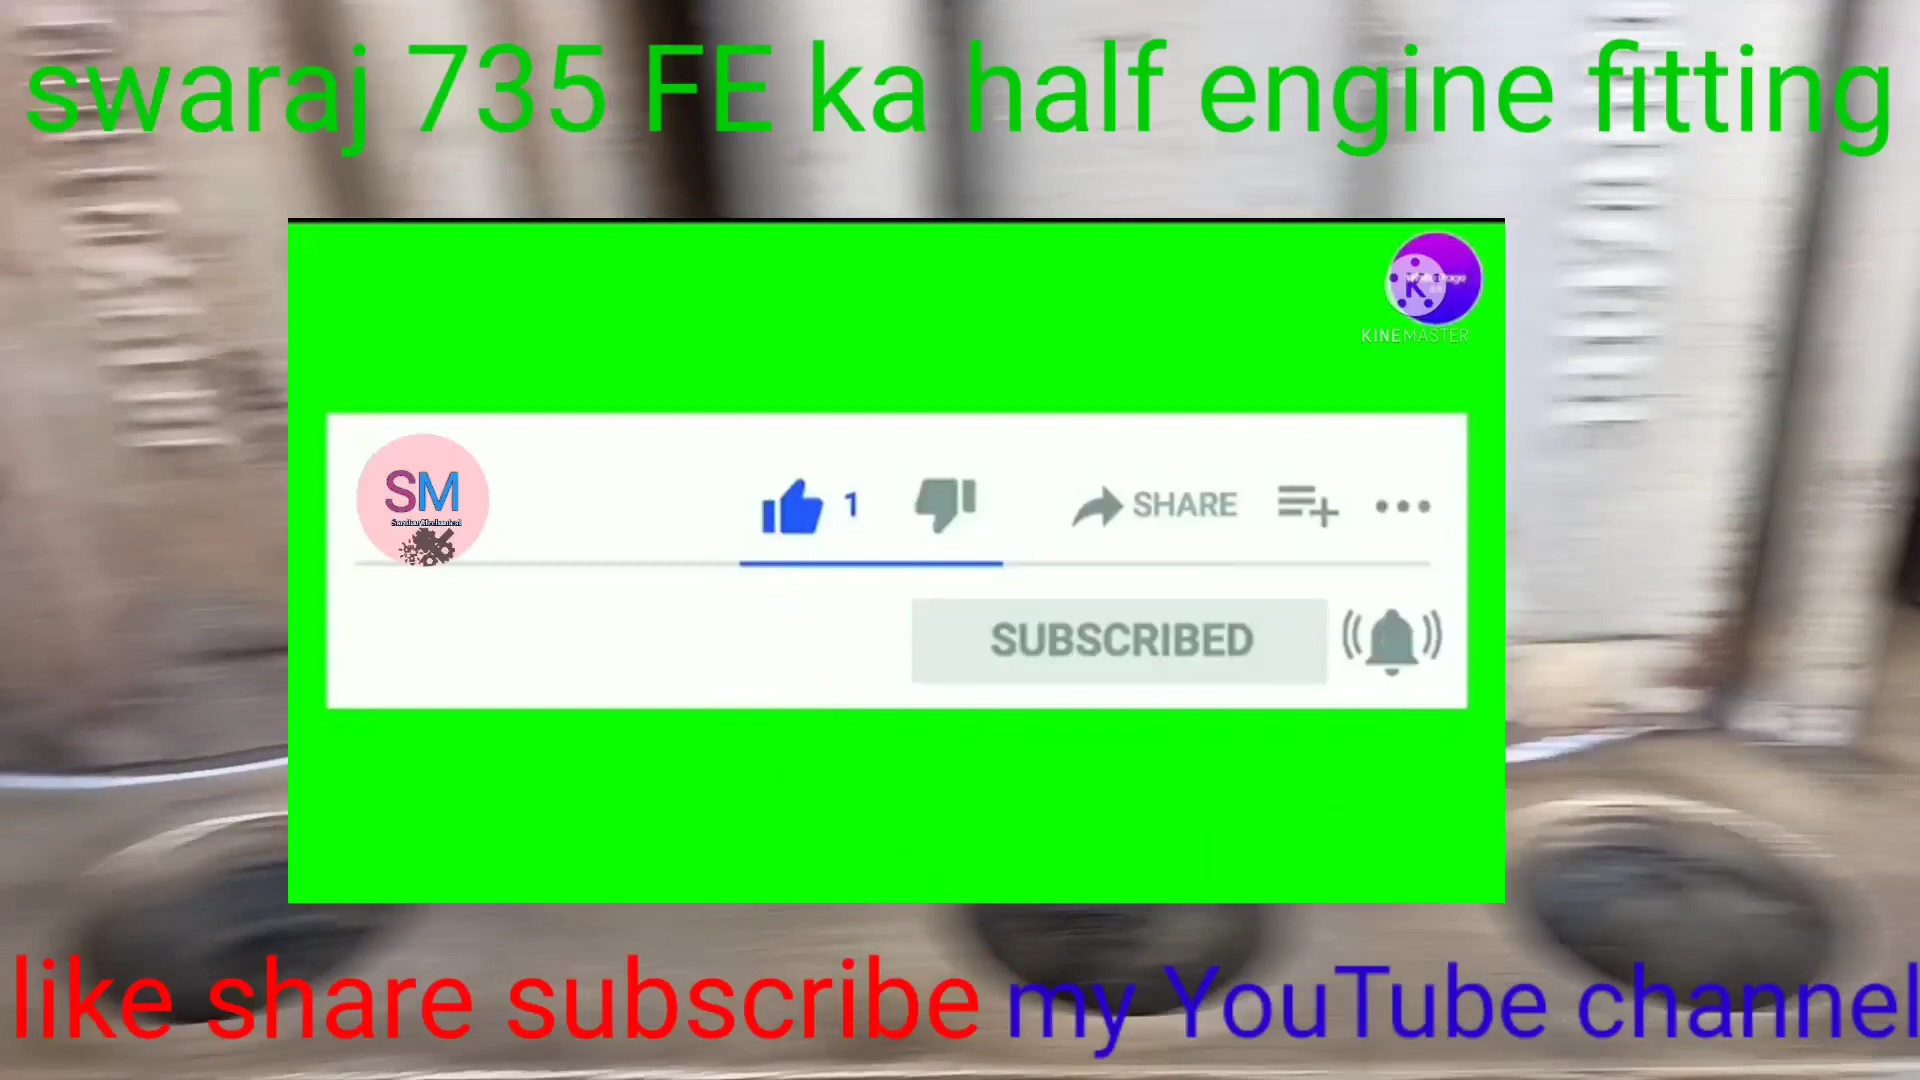 swaraj 735 FE ka half engine fitting
K
KINEMASTER
SM
1
SHARE
SUBSCRIBED
like share subscribe my YouTube channel